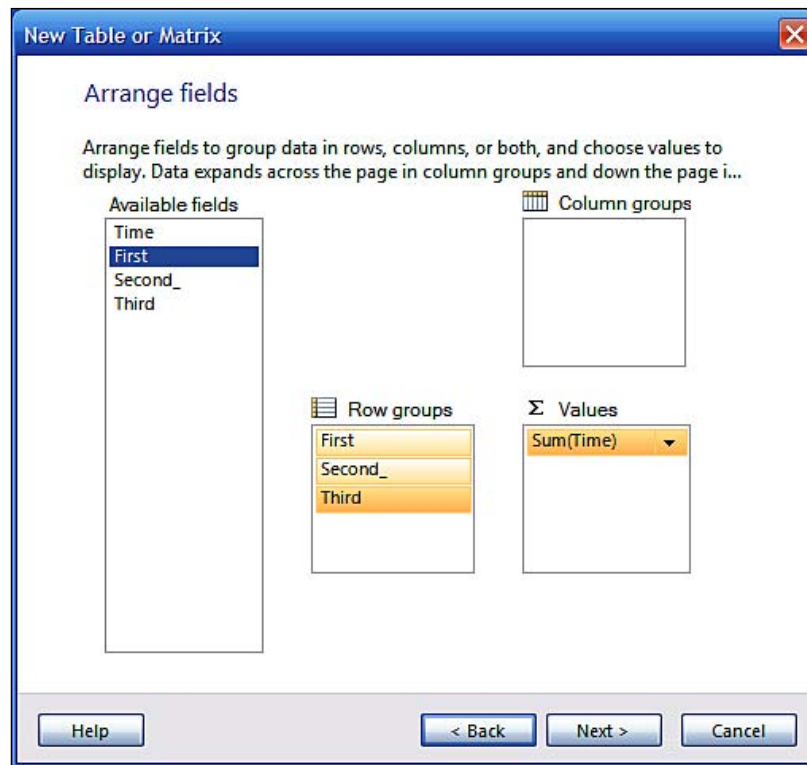 New Table or Matrix
Arrange fields
Arrange fields to group data in rows, columns, or both, and choose values to
display. Data expands across the page in column groups and down the page i...
Available fields
Time
First
Second_
Third
Column groups
Row groups
First
Second_
Third
Σ Values
Sum(Time)
Help
< Back
Next >
Cancel